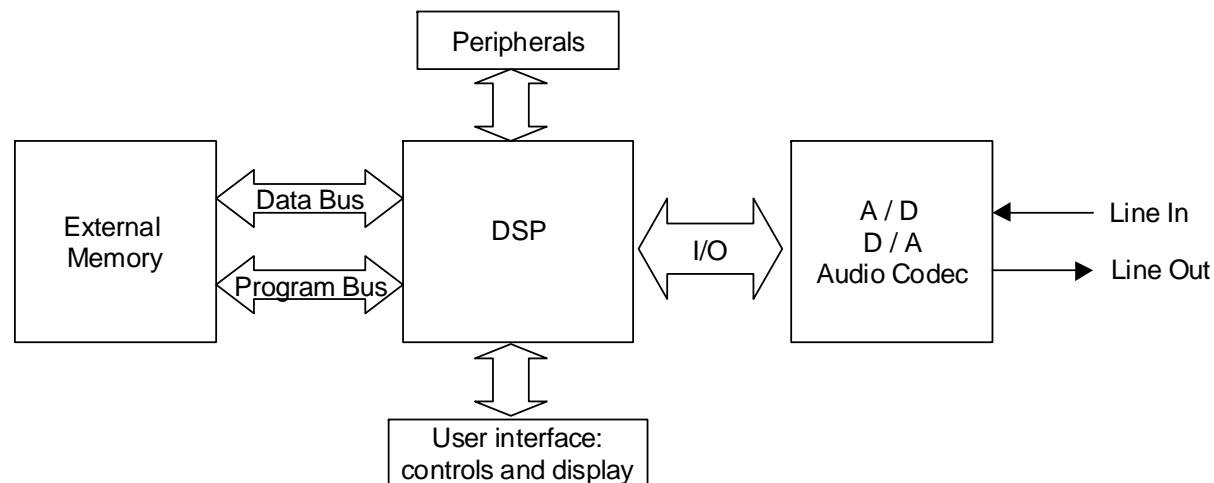 Peripherals
External
Memory
Data Bus
Program Bus
DSP
I/O
A / D
D / A
Audio Codec
Line In
Line Out
User interface:
controls and display